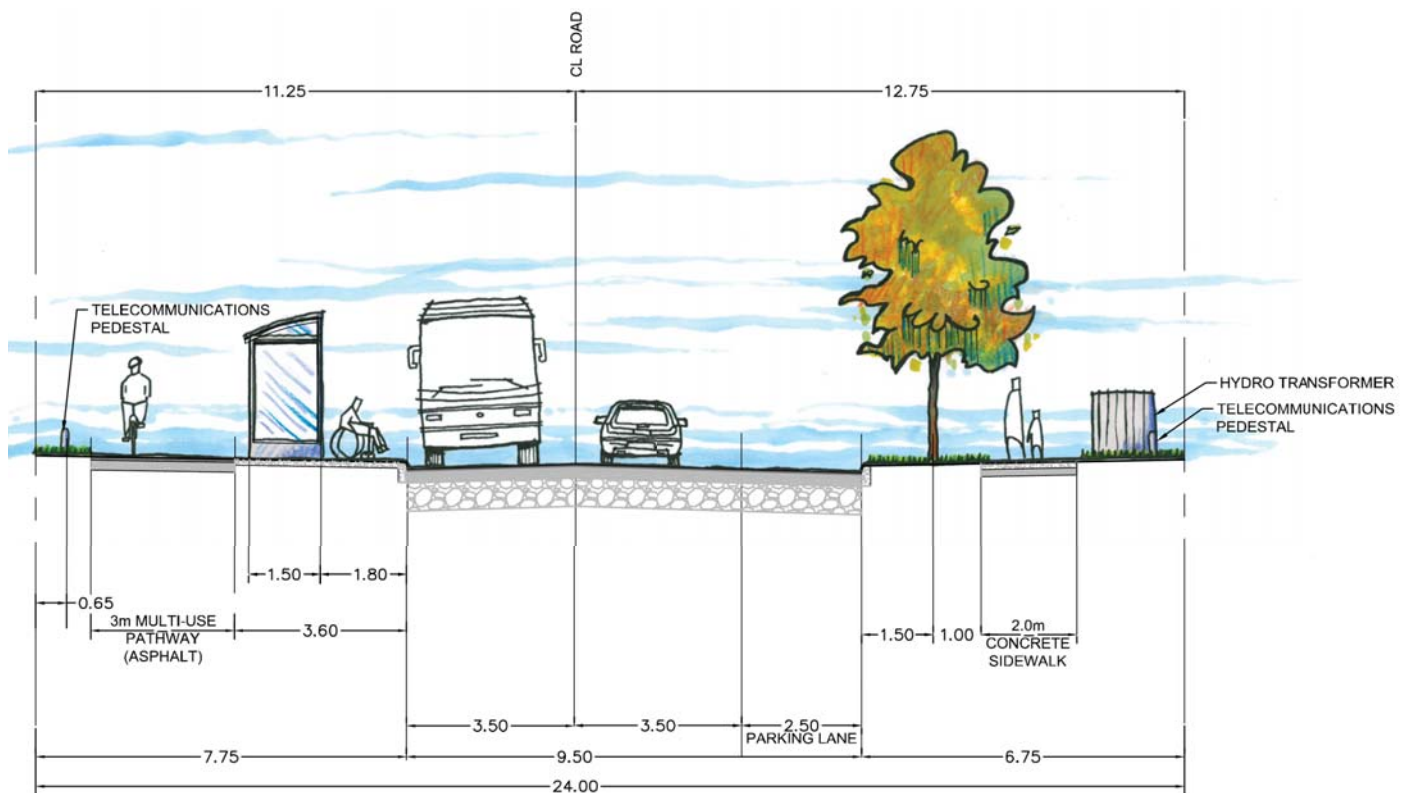 CL ROAD
11.25
12.75
TELECOMMUNICATIONS
PEDESTAL
HYDRO TRANSFORMER
TELECOMMUNICATIONS
PEDESTAL
1.50
1.80
0.65
3m MULTI-USE
PATHWAY
(ASPHALT)
3.60
1.50
1.00
2.0m
CONCRETE
SIDEWALK
3.50
3.50
2.50
PARKING LANE
7.75
9.50
6.75
24.00